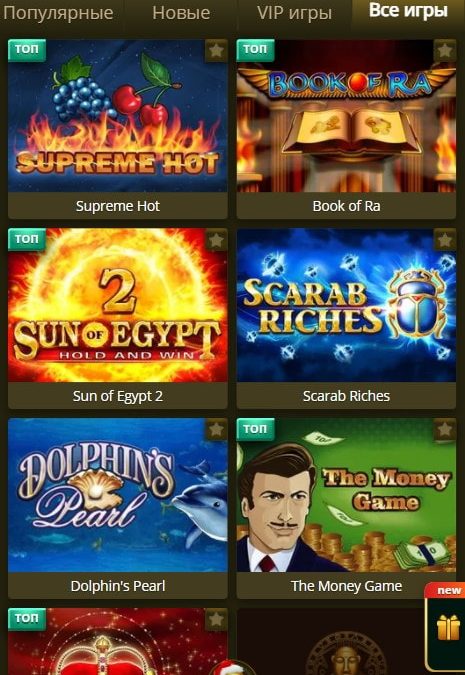 Популярные Новые VIP игры Все игры
ТОП
SUPREME HOT
Supreme Hot
ТОП
BOOK OF RA
Book of Ra
ТОП
2
SUN OF EGYPT
HOLD AND WIN
Sun of Egypt 2
SCARAB
RICHES
Scarab Riches
DOLPHIN'S
Pearl
Dolphin's Pearl
ТОП
The Money
Game
The Money Game
new
ТОП